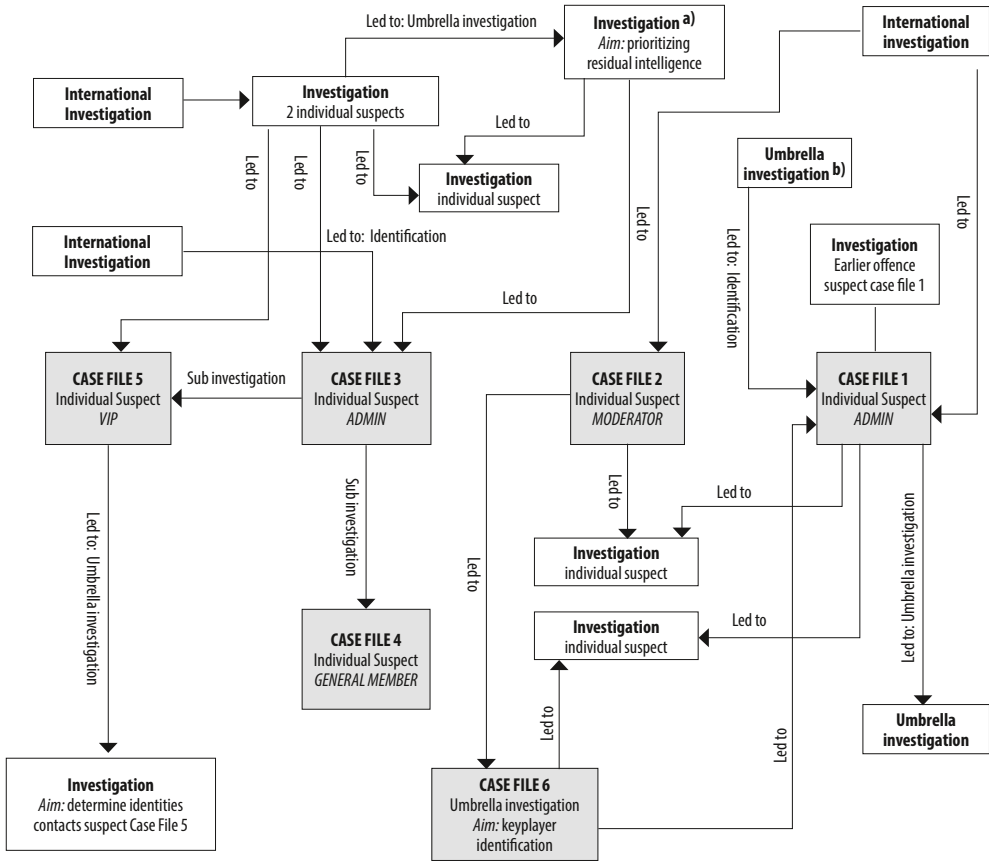 Led to: Umbrella investigation
Investigation a)
Aim: prioritizing
residual intelligence
International
investigation
International
Investigation
Investigation
2 individual suspects
Led to
Led to
Led to
Led to
Led to
Investigation
individual suspect
Umbrella
investigation b)
Led to
Led to
International
Investigation
Led to: Identification
Led to: Identification
Investigation
Earlier offence
suspect case file 1
Led to
CASE FILE 5
Individual Suspect
VIP
Sub investigation
CASE FILE 3
Individual Suspect
ADMIN
CASE FILE 2
Individual Suspect
MODERATOR
CASE FILE 1
Individual Suspect
ADMIN
Led to: Umbrella investigation
Sub investigation
Led to
Led to
Led to
Led to: Umbrella investigation
Investigation
individual suspect
CASE FILE 4
Individual Suspect
GENERAL MEMBER
Investigation
individual suspect
Led to
Led to
Led to
Umbrella
investigation
Investigation
Aim: determine identities
contacts suspect Case File 5
CASE FILE 6
Umbrella investigation
Aim: keyplayer
identification